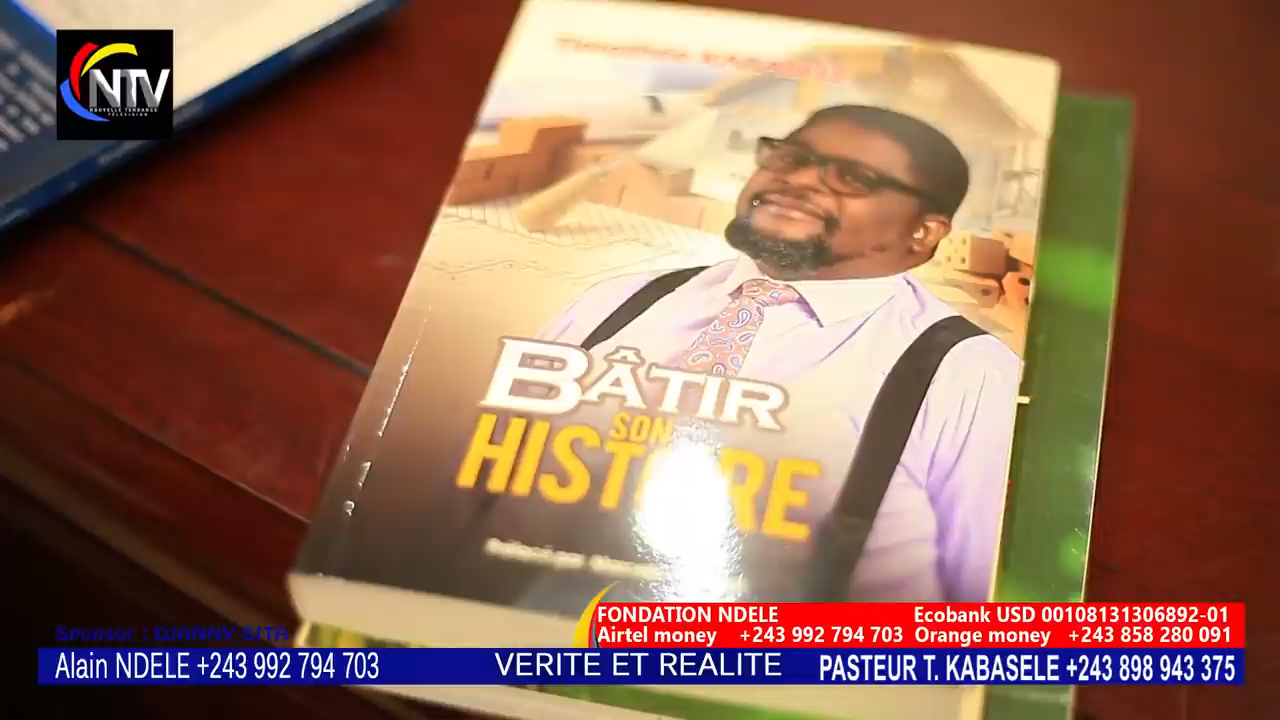 NTV
NOUVELLE TENDANCE
TÉLÉVISION
BÂTIR
SON
HISTOIRE
FONDATION NDELE Ecobank USD 00108131306892-01
Airtel money +243 992 794 703 Orange money +243 858 280 091
Sponsor : DJANNY SITA
Alain NDELE +243 992 794 703 VERITE ET REALITE PASTEUR T. KABASELE +243 898 943 375